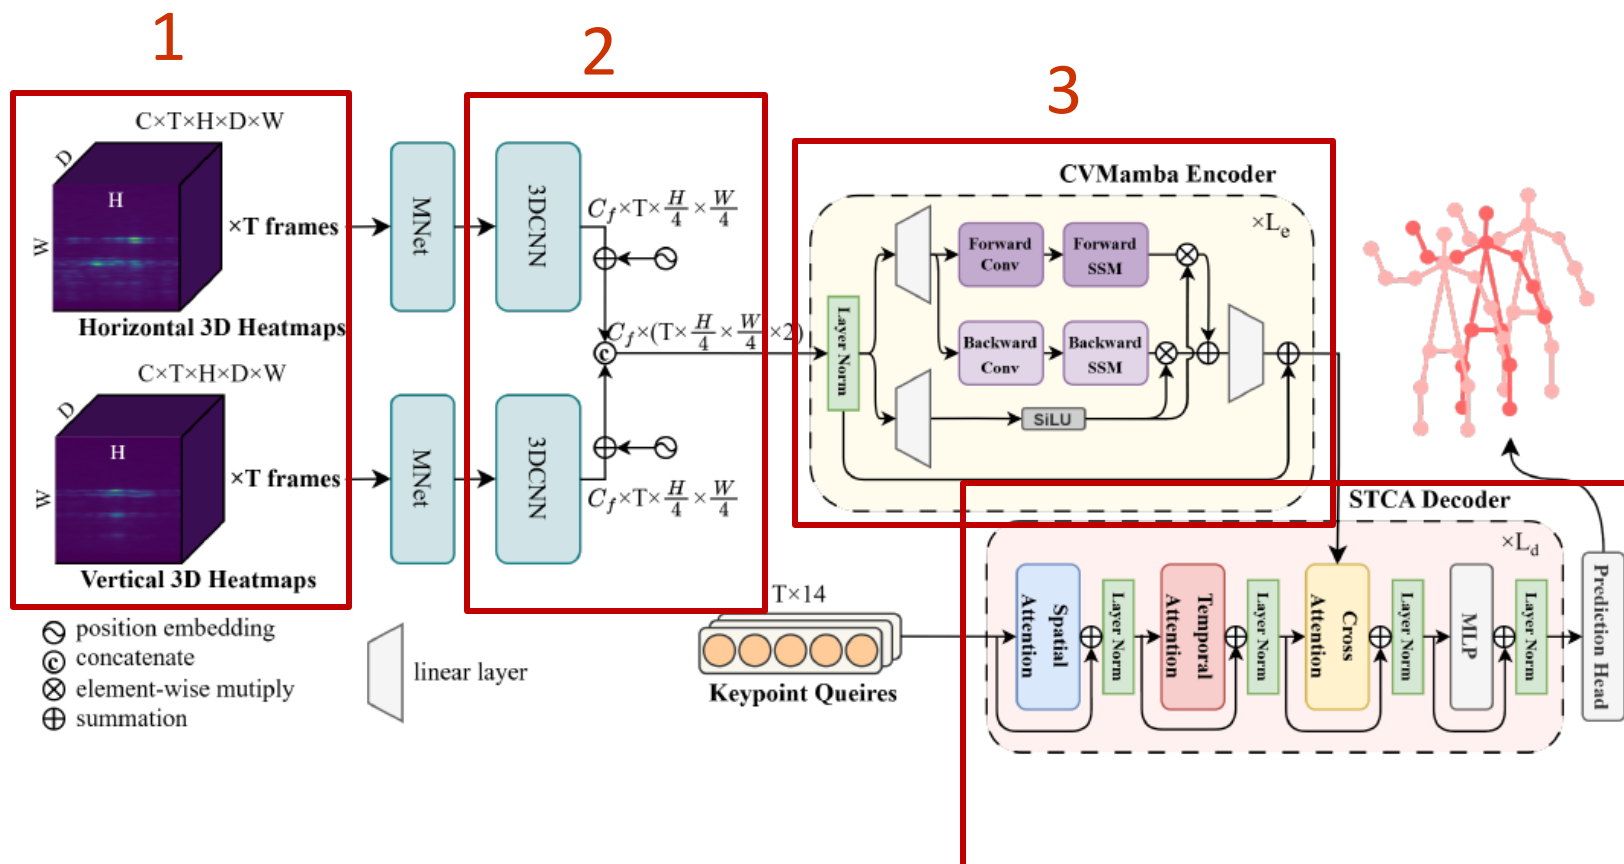 1
2
3
C×T×H×D×W
D
H
W
×T frames
Horizontal 3D Heatmaps
C×T×H×D×W
D
H
W
×T frames
Vertical 3D Heatmaps
MNet
MNet
3DCNN
3DCNN
C_f×T×H/4×W/4
C_f×(T×H/4×W/4×2)
C_f×T×H/4×W/4
c
CVMamba Encoder
×L_e
Layer Norm
Forward
Conv
Forward
SSM
Backward
Conv
Backward
SSM
SiLU
STCA Decoder
×L_d
T×14
Keypoint Queires
Spatial
Attention
Layer Norm
Temporal
Attention
Layer Norm
Cross
Attention
Layer Norm
MLP
Layer Norm
Prediction Head
position embedding
c concatenate
element-wise mutiply
summation
linear layer